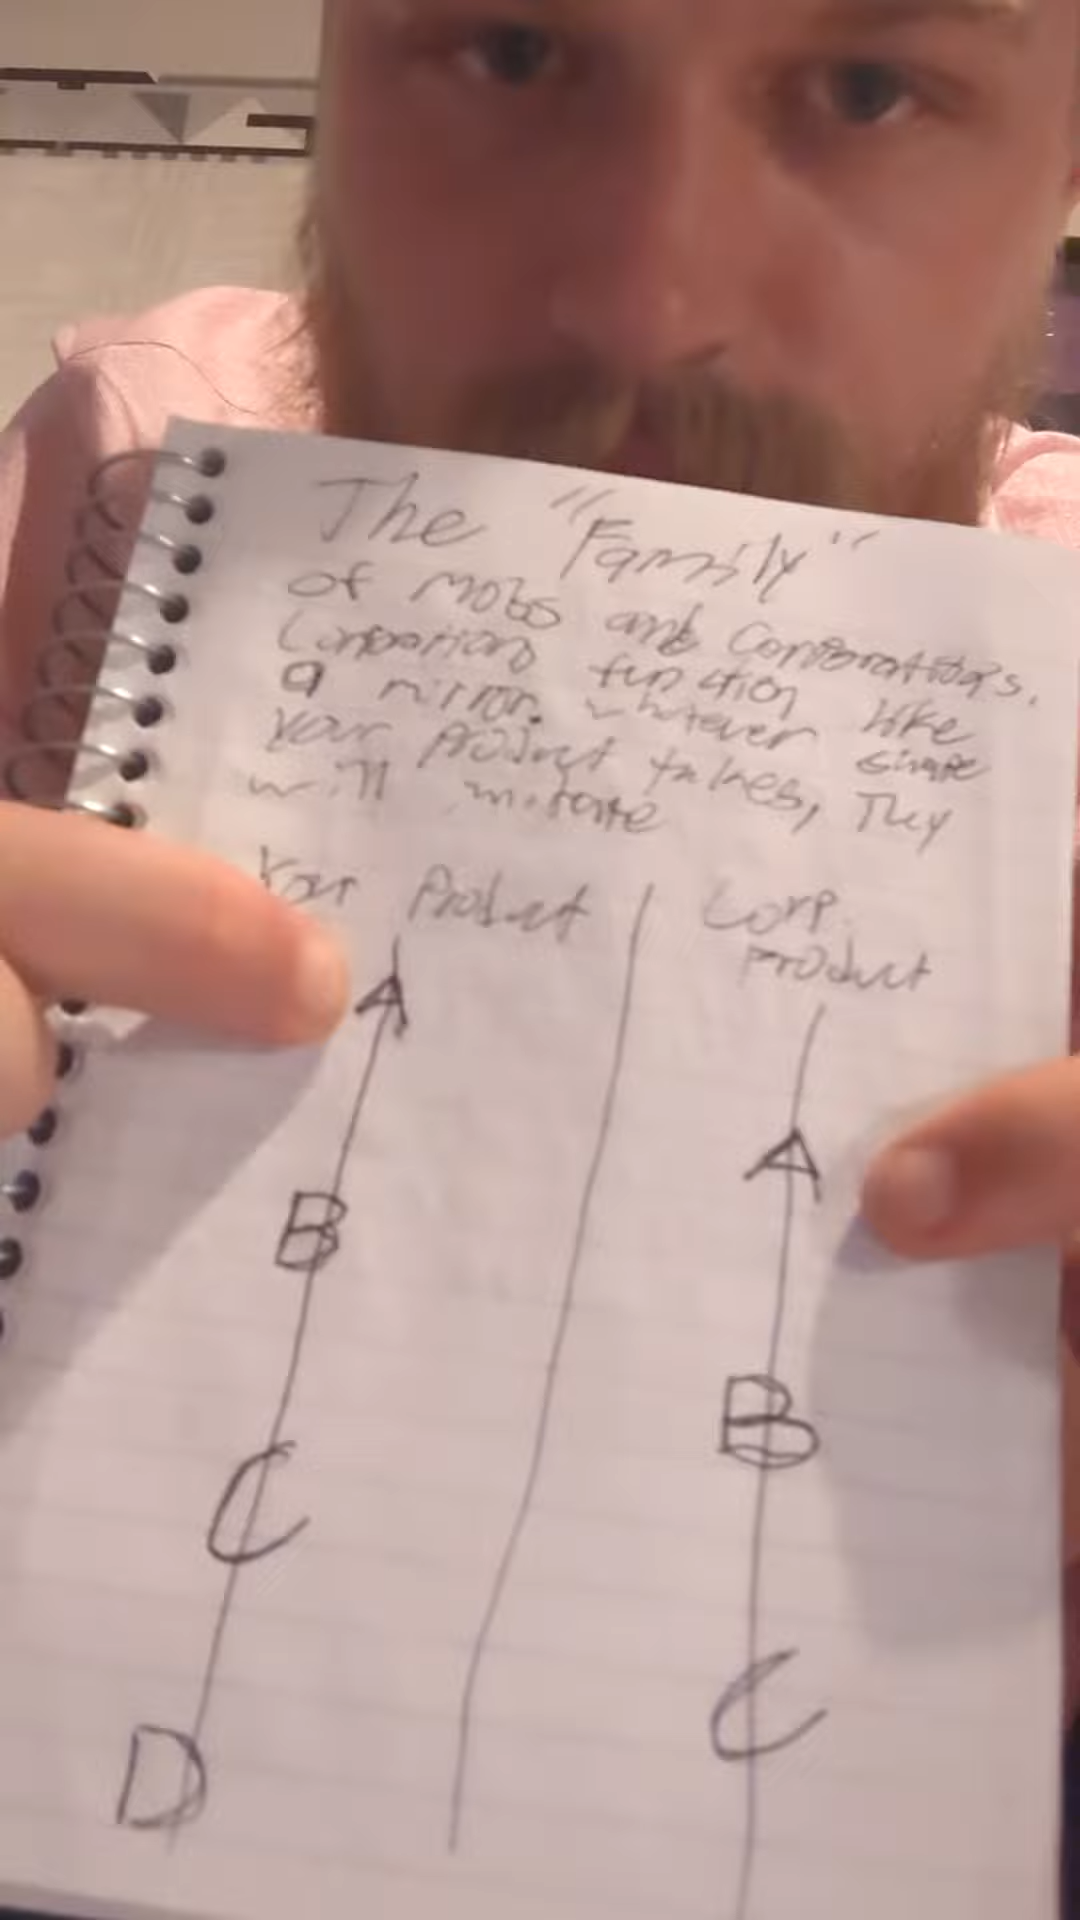 The "Family"
of mobs and Corporations.
Corporations function like
a mirror. whatever shape
Your product takes, They
will imitate
Your Product
Corp.
Product
A
B
C
D
A
B
C